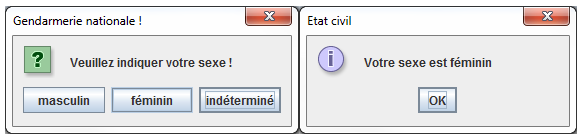 Gendarmerie nationale !
Veuillez indiquer votre sexe !
masculin
féminin
indéterminé
Etat civil
Votre sexe est féminin
OK